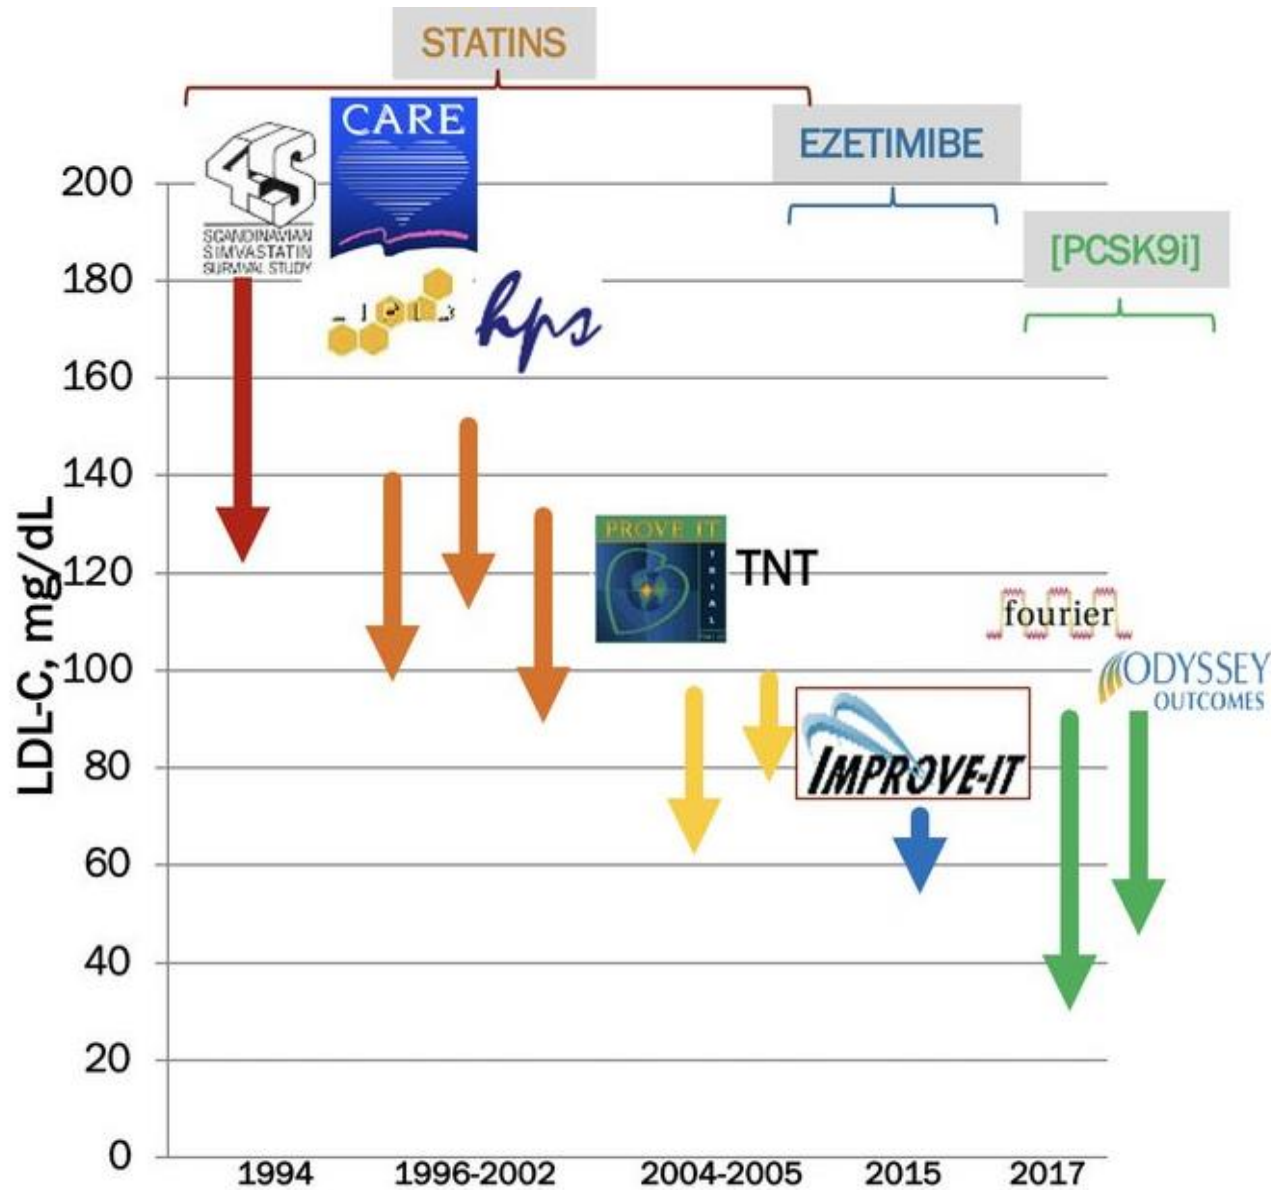 STATINS
CARE
4S
SCANDINAVIAN
SIMVASTATIN
SURVIVAL STUDY
EZETIMIBE
[PCSK9i]
hps
200
180
160
140
120
100
80
60
40
20
0
LDL-C, mg/dL
PROVE IT
TRIAL
TNT
fourier
ODYSSEY
OUTCOMES
IMPROVE-IT
1994
1996-2002
2004-2005
2015
2017